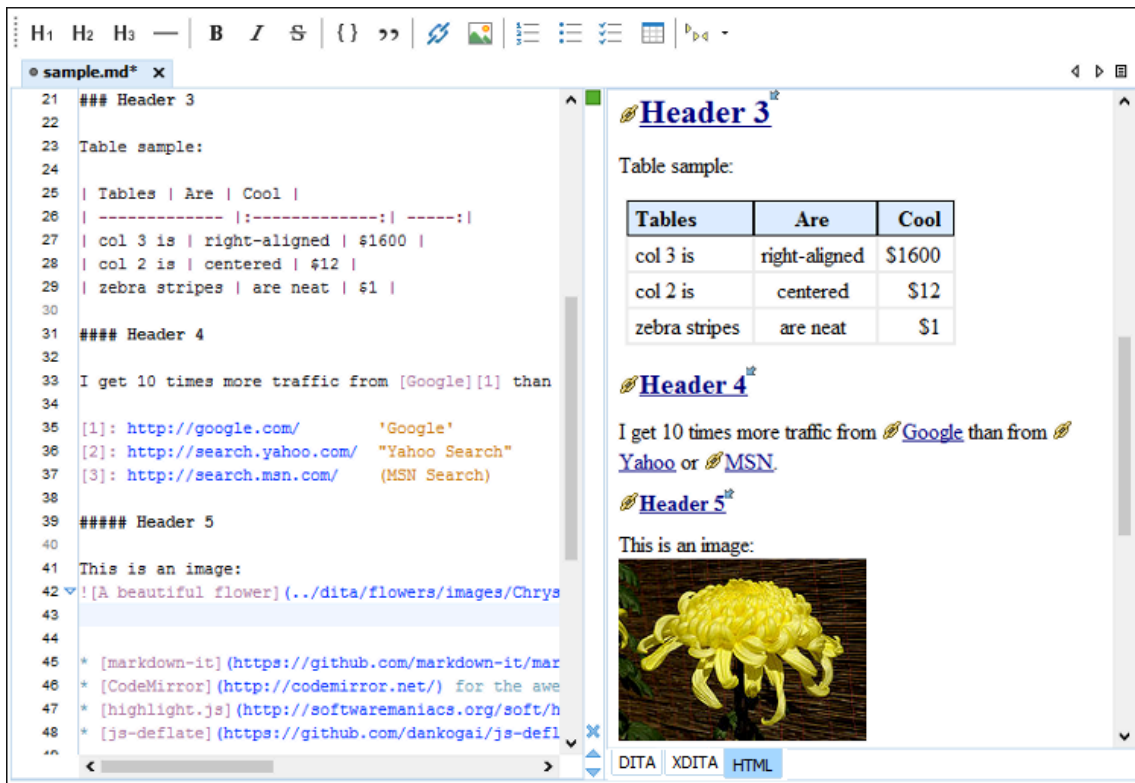 H1 H2 H3 — B I S {} ,,
sample.md* x
21 ### Header 3
22
23 Table sample:
24
25 | Tables | Are | Cool |
26 | ------------- |:-------------:| -----:|
27 | col 3 is | right-aligned | $1600 |
28 | col 2 is | centered | $12 |
29 | zebra stripes | are neat | $1 |
30
31 #### Header 4
32
33 I get 10 times more traffic from [Google][1] than
34
35 [1]: http://google.com/ 'Google'
36 [2]: http://search.yahoo.com/ "Yahoo Search"
37 [3]: http://search.msn.com/ (MSN Search)
38
39 ##### Header 5
40
41 This is an image:
42 ![A beautiful flower](../dita/flowers/images/Chrys
43
44
45 * [markdown-it](https://github.com/markdown-it/mar
46 * [CodeMirror](http://codemirror.net/) for the awe
47 * [highlight.js](http://softwaremaniacs.org/soft/h
48 * [js-deflate](https://github.com/dankogai/js-defl
Header 3
Table sample:
Tables Are Cool
col 3 is right-aligned $1600
col 2 is centered $12
zebra stripes are neat $1
Header 4
I get 10 times more traffic from Google than from
Yahoo or MSN.
Header 5
This is an image:
DITA XDITA HTML